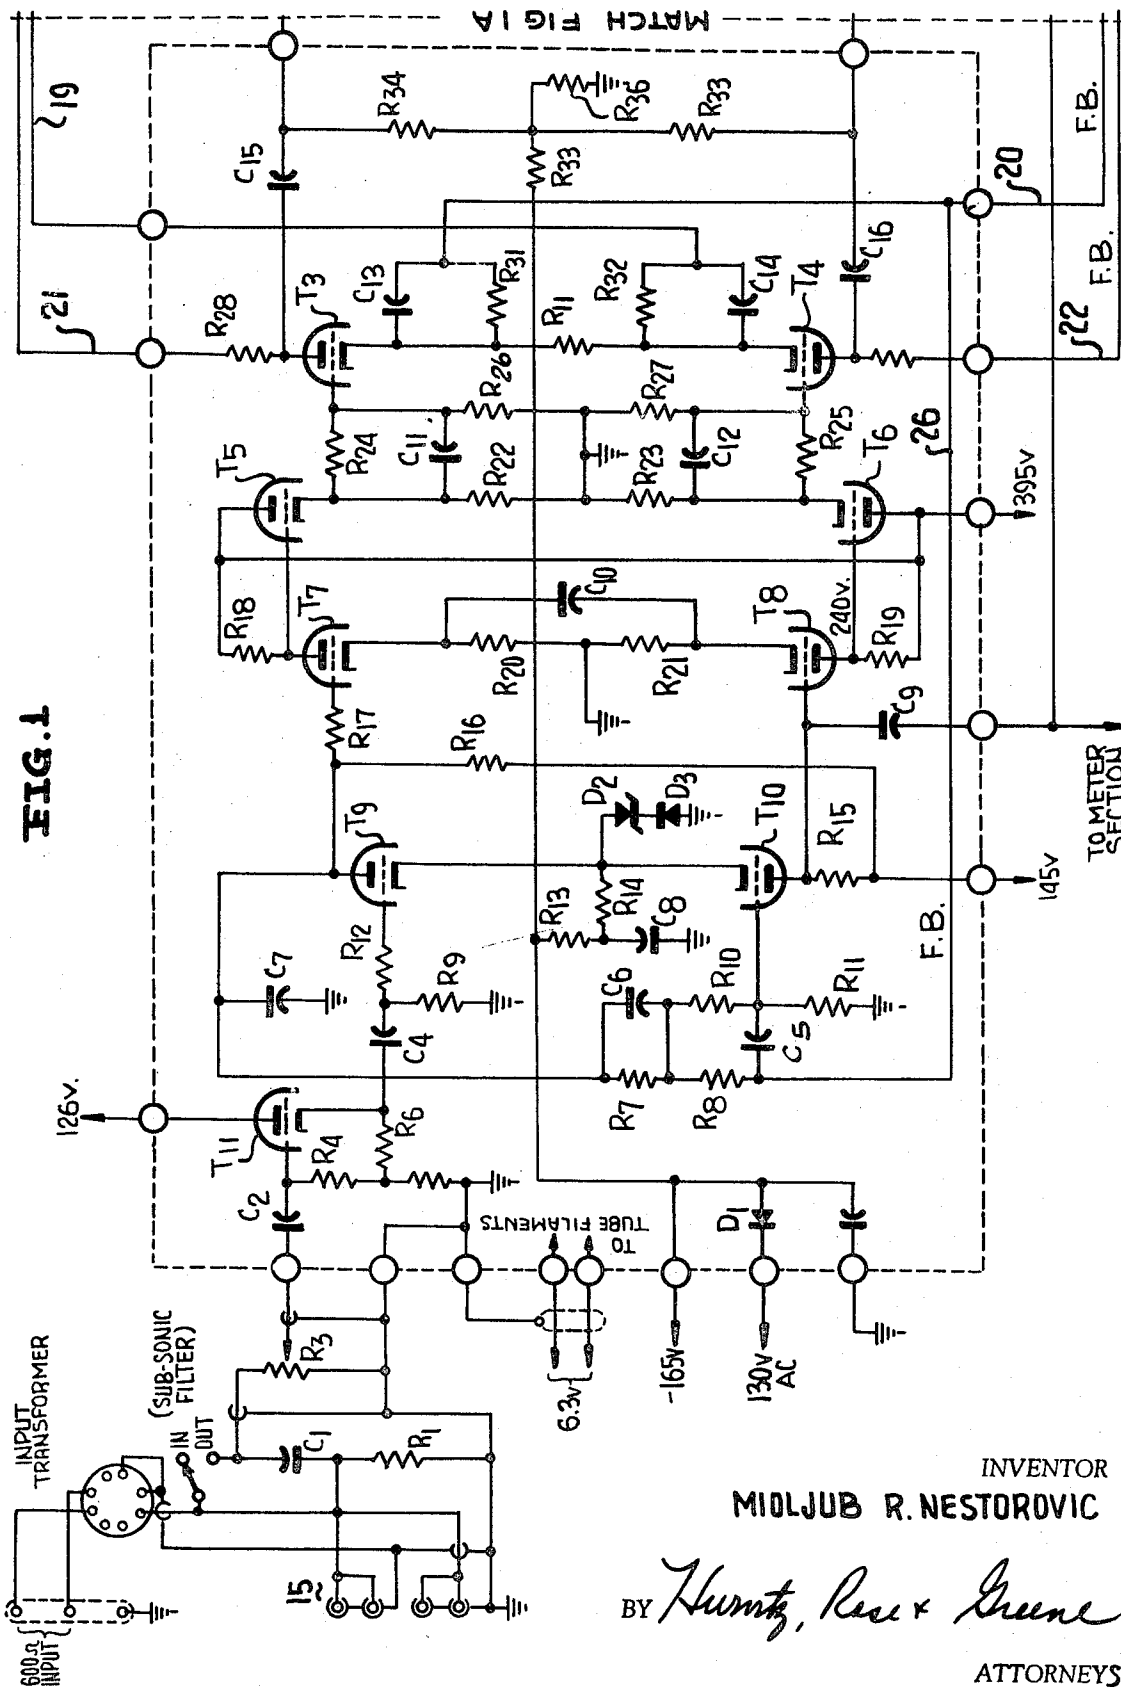 FIG.1
MATCH FIG 1A
19
21
R28
C15
R34
R36
R33
R33
F.B.
20
F.B.
22
C16
T3
C13
R31
R11
R32
C14
T4
R26
R27
T5
R24
C11
R22
R23
C12
R25
T6
26
395V
R18
T7
R20
C10
R21
T8
240V.
R19
R17
R16
C9
TO METER
SECTION
T9
D2
D3
T10
R15
145V
F.B.
R12
R13
R14
C8
C7
R9
C6
R10
R11
C4
C5
126V.
T11
R6
R7
R8
R4
C2
TO
TUBE FILAMENTS
D1
6.3V
-165V
130V
AC
INPUT
TRANSFORMER
(SUB-SONIC
FILTER)
IN
OUT
R3
C1
R1
15
600Ω
INPUT
INVENTOR
MIOLJUB R. NESTOROVIC
BY Hurvitz, Rose & Greene
ATTORNEYS